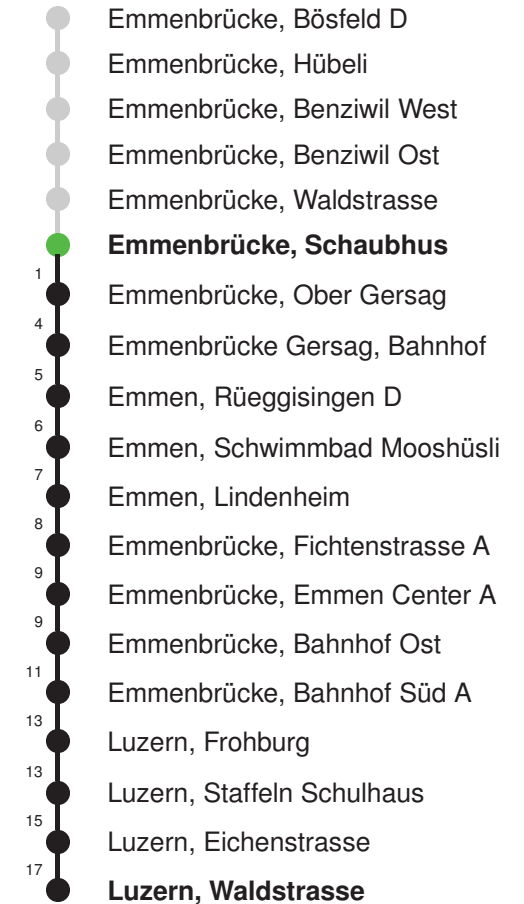 Emmenbrücke, Bösfeld D
Emmenbrücke, Hübeli
Emmenbrücke, Benziwil West
Emmenbrücke, Benziwil Ost
Emmenbrücke, Waldstrasse
Emmenbrücke, Schaubhus
1 Emmenbrücke, Ober Gersag
4 Emmenbrücke Gersag, Bahnhof
5 Emmen, Rüeggisingen D
6 Emmen, Schwimmbad Mooshüsli
7 Emmen, Lindenheim
8 Emmenbrücke, Fichtenstrasse A
9 Emmenbrücke, Emmen Center A
9 Emmenbrücke, Bahnhof Ost
11 Emmenbrücke, Bahnhof Süd A
13 Luzern, Frohburg
13 Luzern, Staffeln Schulhaus
15 Luzern, Eichenstrasse
17 Luzern, Waldstrasse